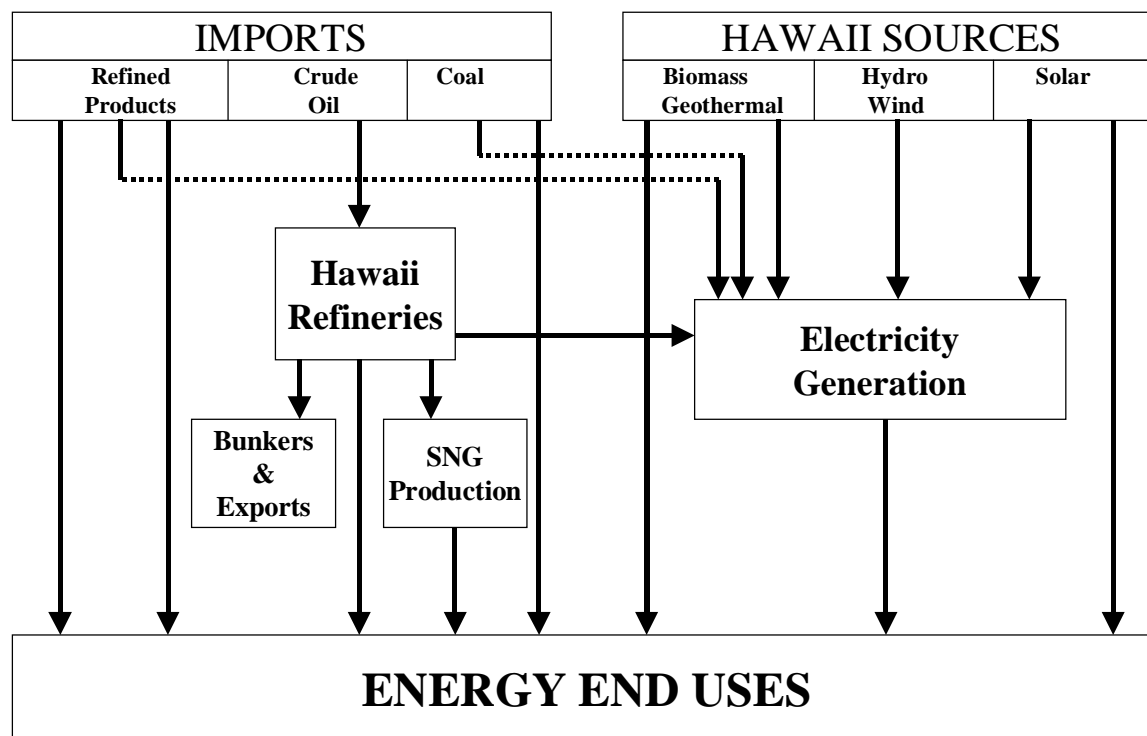 IMPORTS
Refined
Products
Crude
Oil
Coal
HAWAII SOURCES
Biomass
Geothermal
Hydro
Wind
Solar
Hawaii
Refineries
Electricity
Generation
Bunkers
&
Exports
SNG
Production
ENERGY END USES